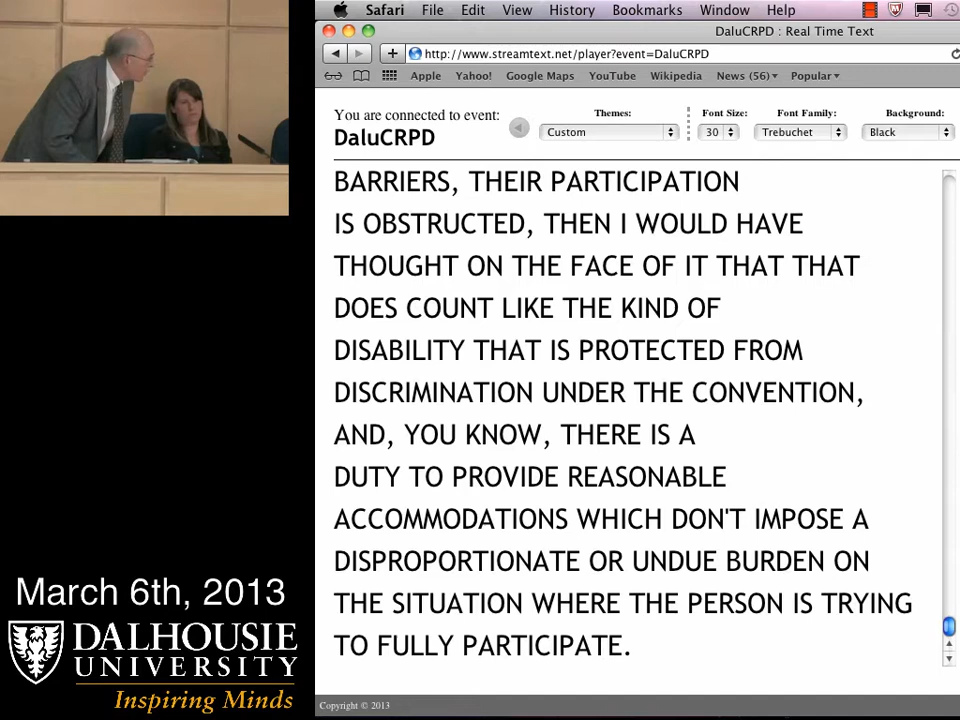 Safari File Edit View History Bookmarks Window Help
DaluCRPD : Real Time Text
http://www.streamtext.net/player?event=DaluCRPD
Apple Yahoo! Google Maps YouTube Wikipedia News (56) Popular
You are connected to event:
DaluCRPD
Themes: Font Size: Font Family: Background:
Custom 30 Trebuchet Black
BARRIERS, THEIR PARTICIPATION
IS OBSTRUCTED, THEN I WOULD HAVE
THOUGHT ON THE FACE OF IT THAT THAT
DOES COUNT LIKE THE KIND OF
DISABILITY THAT IS PROTECTED FROM
DISCRIMINATION UNDER THE CONVENTION,
AND, YOU KNOW, THERE IS A
DUTY TO PROVIDE REASONABLE
ACCOMMODATIONS WHICH DON'T IMPOSE A
DISPROPORTIONATE OR UNDUE BURDEN ON
THE SITUATION WHERE THE PERSON IS TRYING
TO FULLY PARTICIPATE.
Copyright © 2013
March 6th, 2013
DALHOUSIE
UNIVERSITY
Inspiring Minds